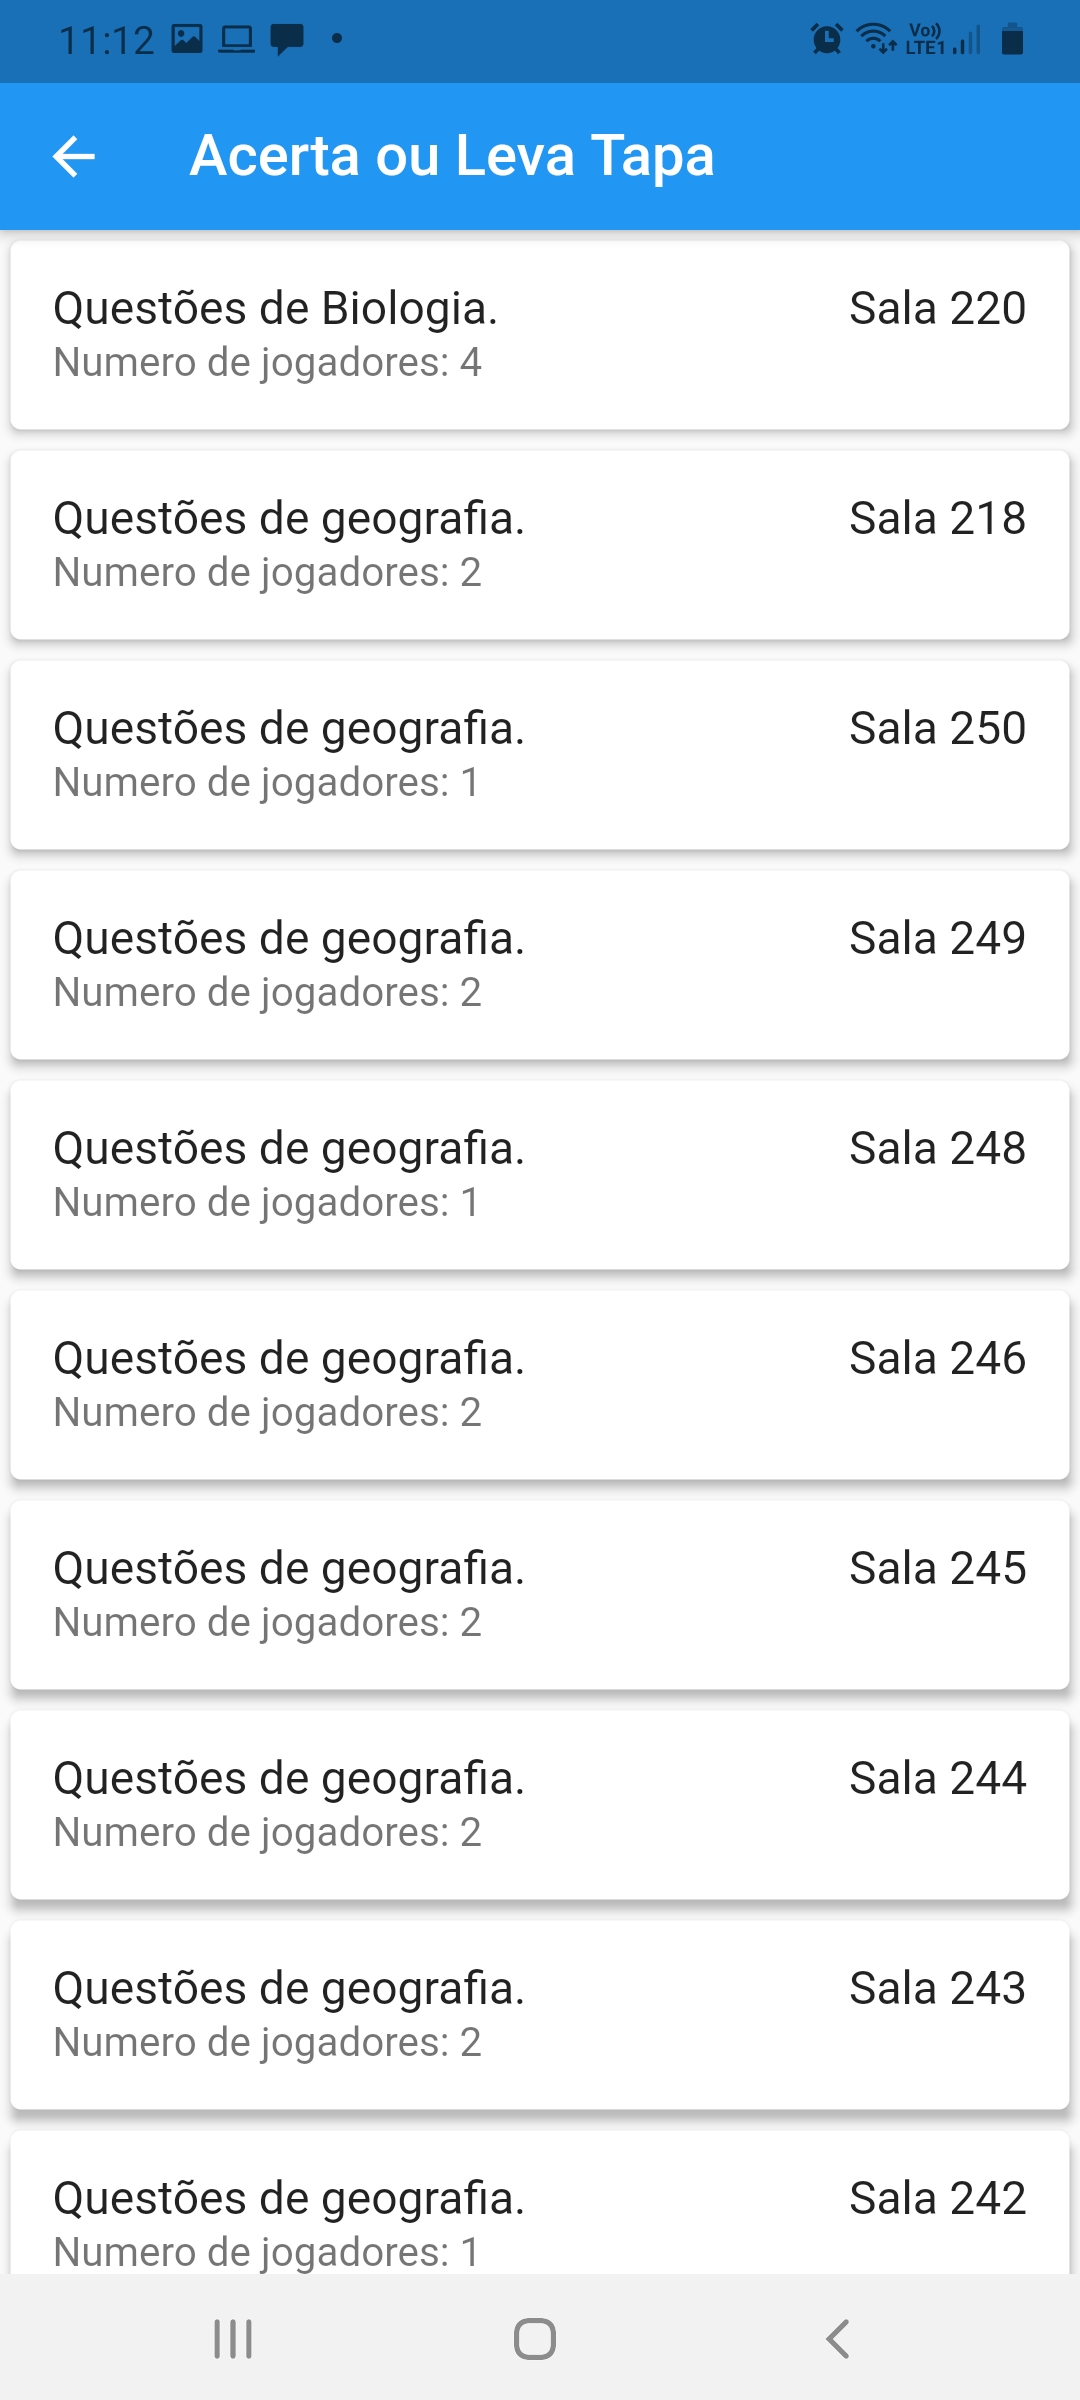 11:12
Vo))
LTE1
Acerta ou Leva Tapa
Questões de Biologia.
Sala 220
Numero de jogadores: 4
Questões de geografia.
Sala 218
Numero de jogadores: 2
Questões de geografia.
Sala 250
Numero de jogadores: 1
Questões de geografia.
Sala 249
Numero de jogadores: 2
Questões de geografia.
Sala 248
Numero de jogadores: 1
Questões de geografia.
Sala 246
Numero de jogadores: 2
Questões de geografia.
Sala 245
Numero de jogadores: 2
Questões de geografia.
Sala 244
Numero de jogadores: 2
Questões de geografia.
Sala 243
Numero de jogadores: 2
Questões de geografia.
Sala 242
Numero de jogadores: 1